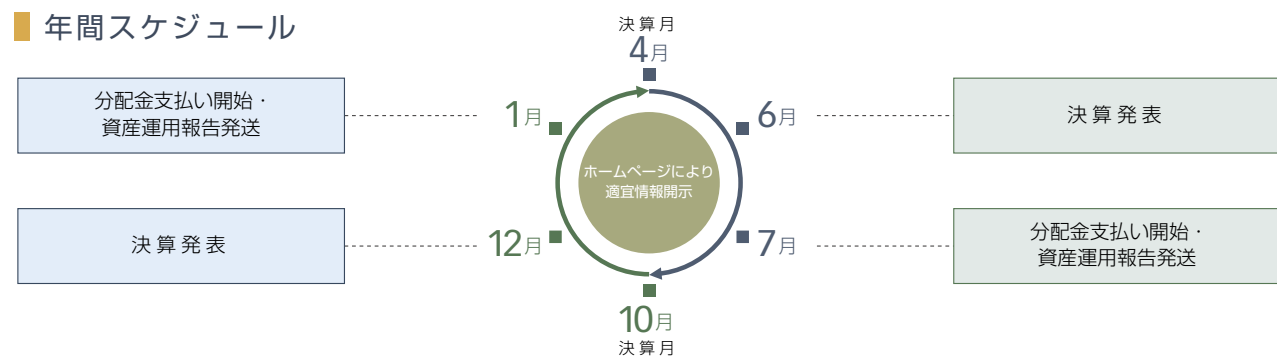 年間スケジュール
決算月
4月
分配金支払い開始・
資産運用報告発送
1月
6月
決算発表
ホームページにより
適宜情報開示
決算発表
12月
7月
分配金支払い開始・
資産運用報告発送
10月
決算月